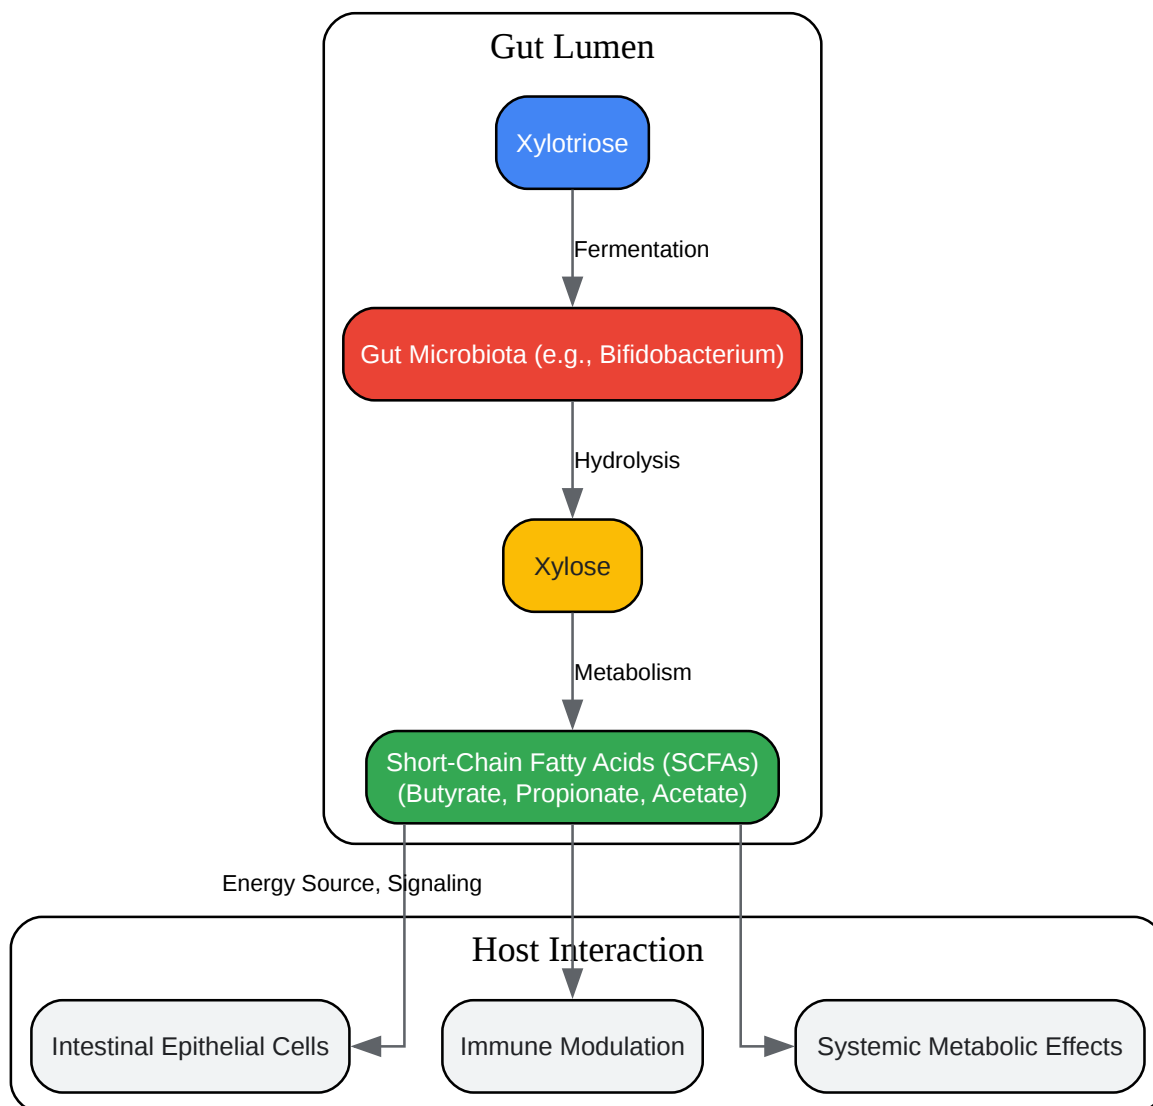 Gut Lumen
Xylotriose
Fermentation
Gut Microbiota (e.g., Bifidobacterium)
Hydrolysis
Xylose
Metabolism
Short-Chain Fatty Acids (SCFAs)
(Butyrate, Propionate, Acetate)
Energy Source, Signaling
Host Interaction
Intestinal Epithelial Cells
Immune Modulation
Systemic Metabolic Effects